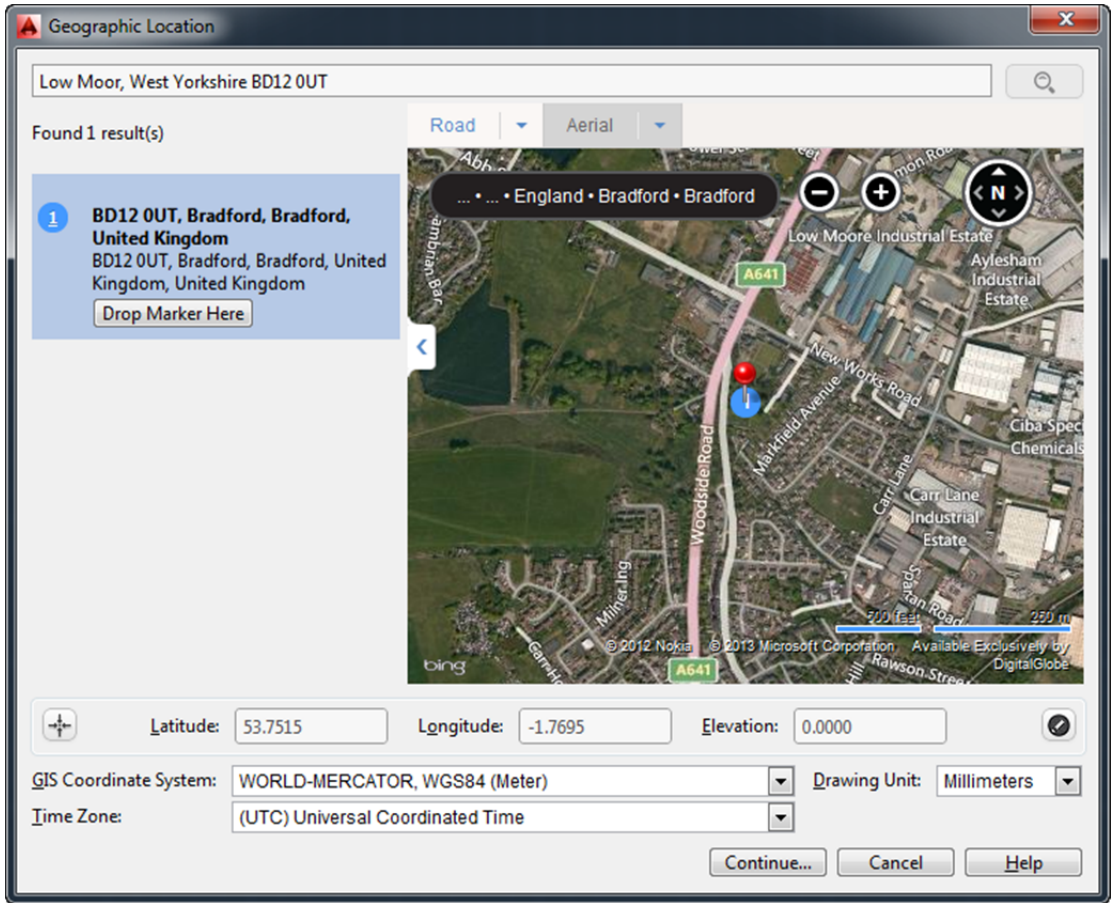 Geographic Location
Low Moor, West Yorkshire BD12 0UT
Found 1 result(s)
1
BD12 0UT, Bradford, Bradford,
United Kingdom
BD12 0UT, Bradford, Bradford, United
Kingdom, United Kingdom
Drop Marker Here
Road
Aerial
... • ... • England • Bradford • Bradford
N
Low Moore Industrial Estate
Aylesham
Industrial
Estate
A641
New Works Road
Markfield Avenue
Ciba Speci
Chemicals
Woodside Road
Carr Lane
Carr Lane
Industrial
Estate
Milner Ing
Spartan Road
500 feet
250 m
© 2012 Nokia © 2013 Microsoft Corporation Available Exclusively by
DigitalGlobe
bing
A641
Rawson Street
Latitude: 53.7515 Longitude: -1.7695 Elevation: 0.0000
GIS Coordinate System: WORLD-MERCATOR, WGS84 (Meter) Drawing Unit: Millimeters
Time Zone: (UTC) Universal Coordinated Time
Continue... Cancel Help